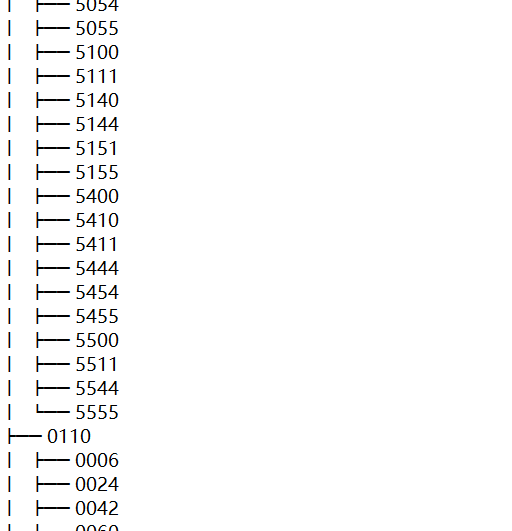 |    ├── 5054
|    ├── 5055
|    ├── 5100
|    ├── 5111
|    ├── 5140
|    ├── 5144
|    ├── 5151
|    ├── 5155
|    ├── 5400
|    ├── 5410
|    ├── 5411
|    ├── 5444
|    ├── 5454
|    ├── 5455
|    ├── 5500
|    ├── 5511
|    ├── 5544
|    └── 5555
├── 0110
|    ├── 0006
|    ├── 0024
|    ├── 0042
|    ├── 0060